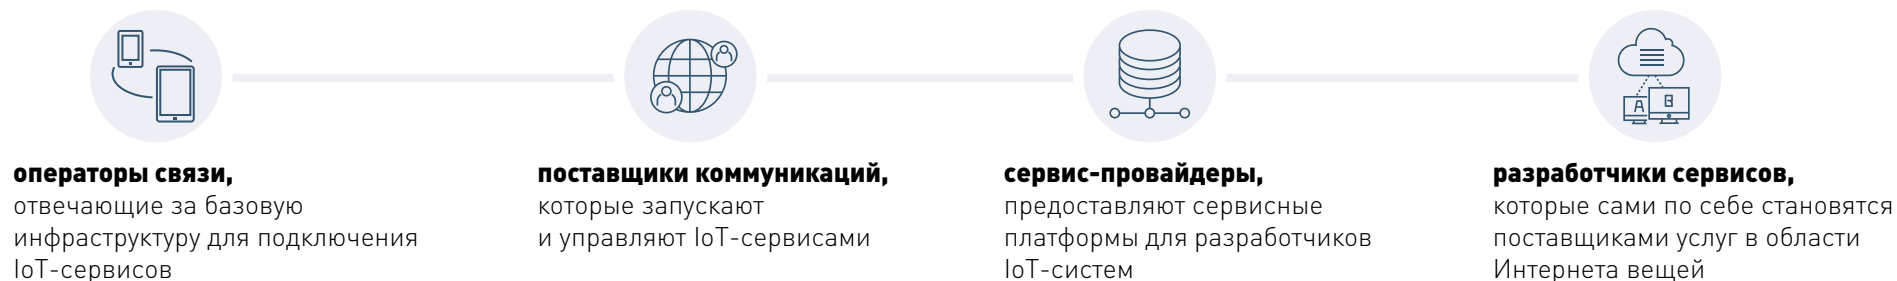 A
B
операторы связи,
отвечающие за базовую
инфраструктуру для подключения
IoT-сервисов
поставщики коммуникаций,
которые запускают
и управляют IoT-сервисами
сервис-провайдеры,
предоставляют сервисные
платформы для разработчиков
IoT-систем
разработчики сервисов,
которые сами по себе становятся
поставщиками услуг в области
Интернета вещей